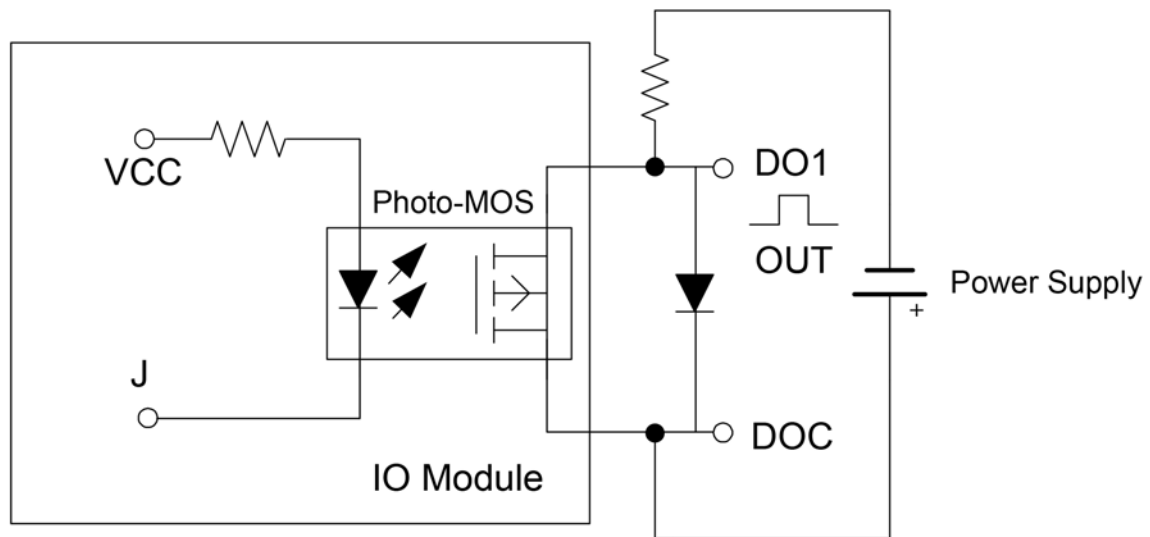 VCC
Photo-MOS
DO1
OUT
Power Supply
+
J
DOC
IO Module